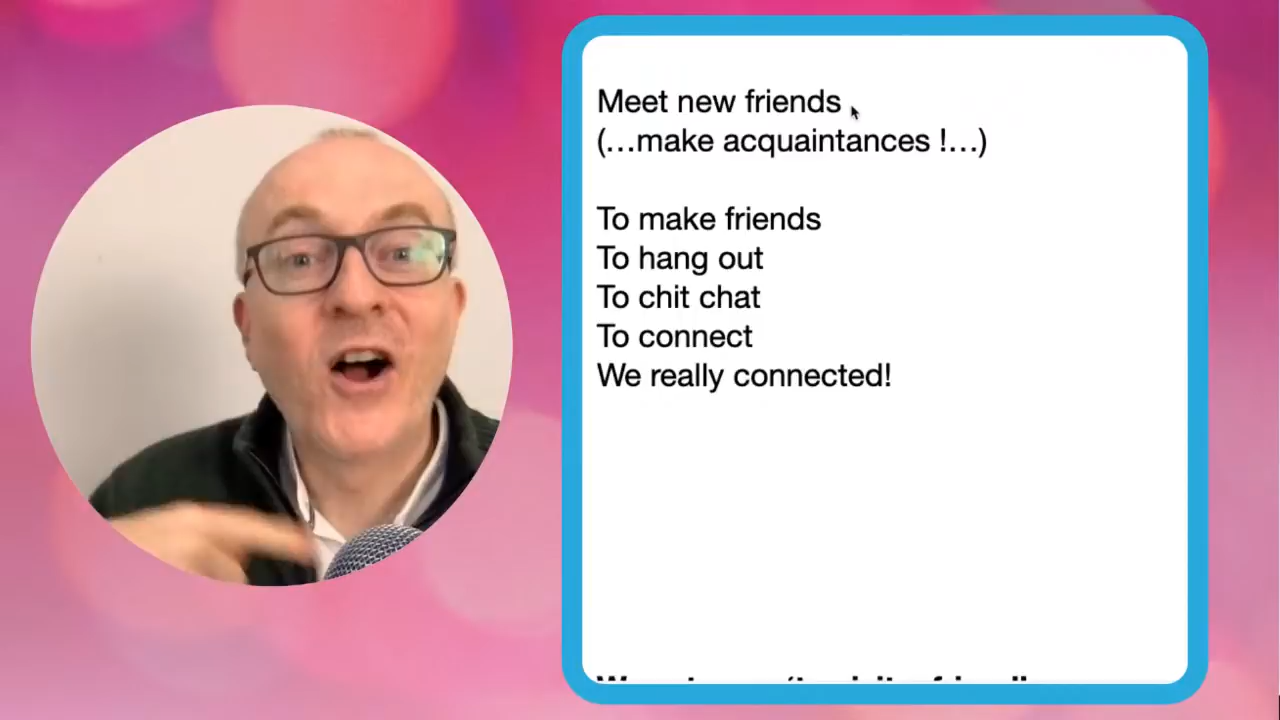 Meet new friends
(...make acquaintances !...)
To make friends
To hang out
To chit chat
To connect
We really connected!